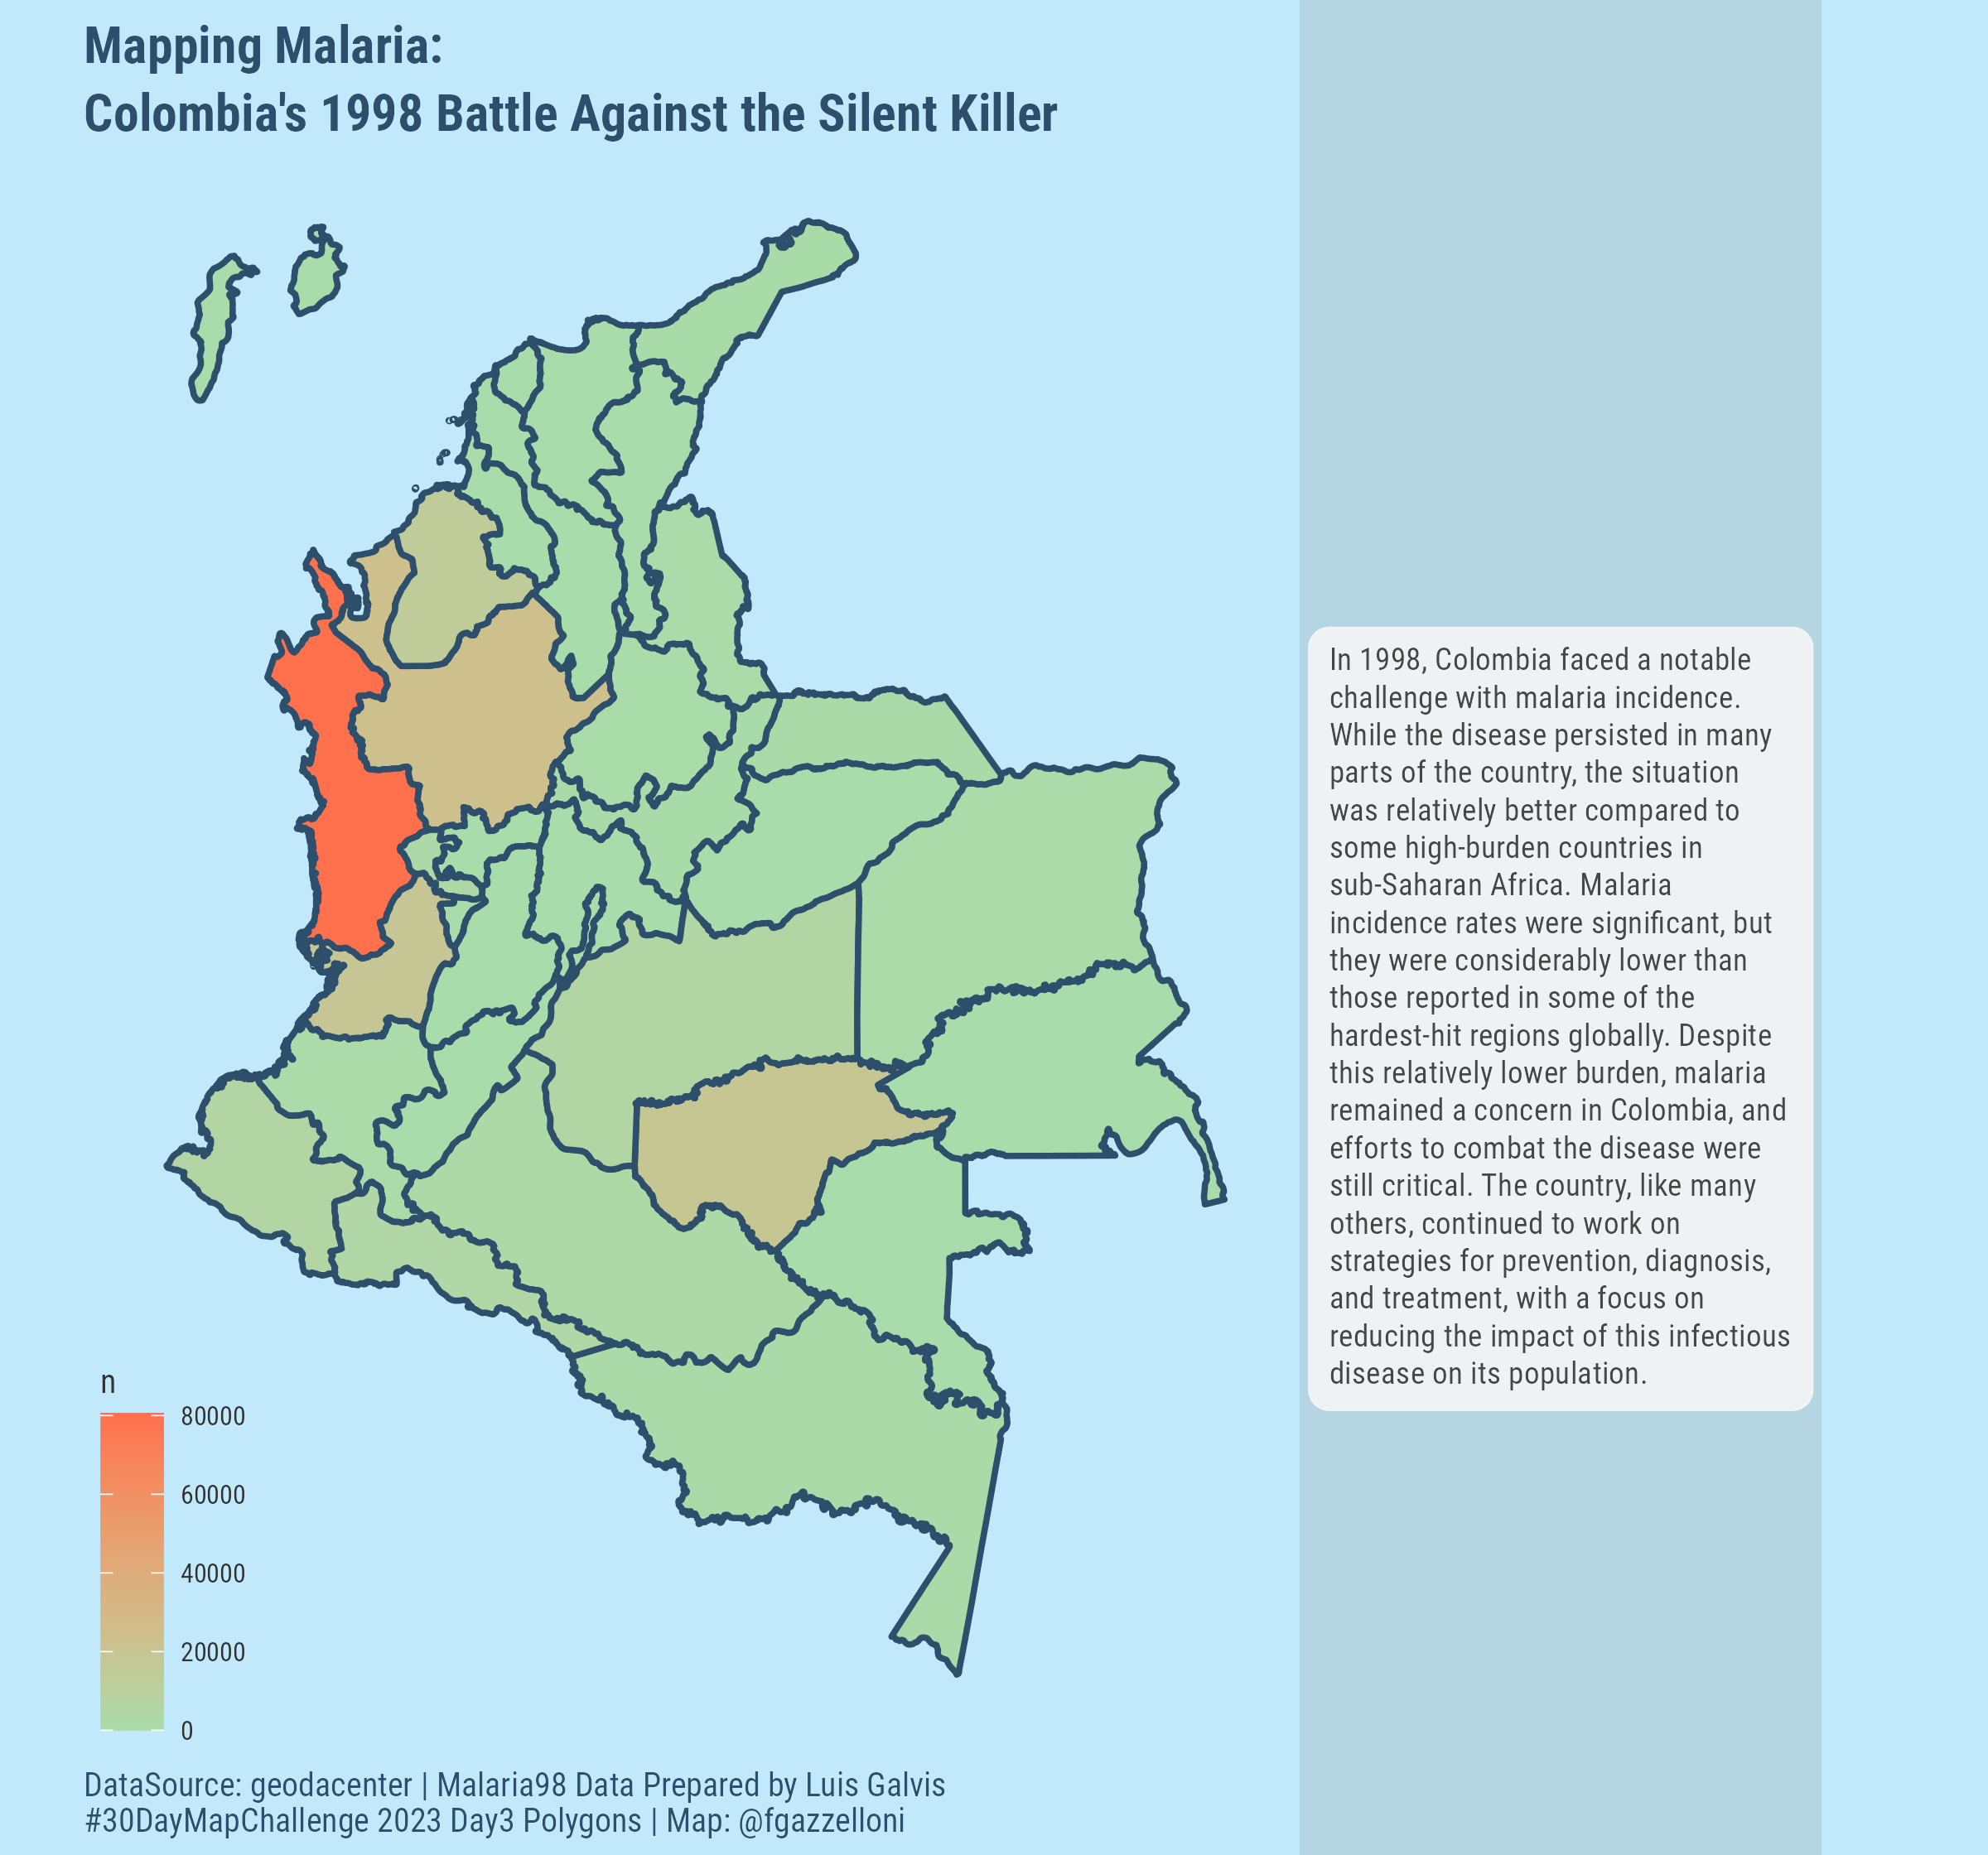 Mapping Malaria:
Colombia's 1998 Battle Against the Silent Killer
In 1998, Colombia faced a notable
challenge with malaria incidence.
While the disease persisted in many
parts of the country, the situation
was relatively better compared to
some high-burden countries in
sub-Saharan Africa. Malaria
incidence rates were significant, but
they were considerably lower than
those reported in some of the
hardest-hit regions globally. Despite
this relatively lower burden, malaria
remained a concern in Colombia, and
efforts to combat the disease were
still critical. The country, like many
others, continued to work on
strategies for prevention, diagnosis,
and treatment, with a focus on
reducing the impact of this infectious
disease on its population.
n
80000
60000
40000
20000
0
DataSource: geodacenter | Malaria98 Data Prepared by Luis Galvis
#30DayMapChallenge 2023 Day3 Polygons | Map: @fgazzelloni